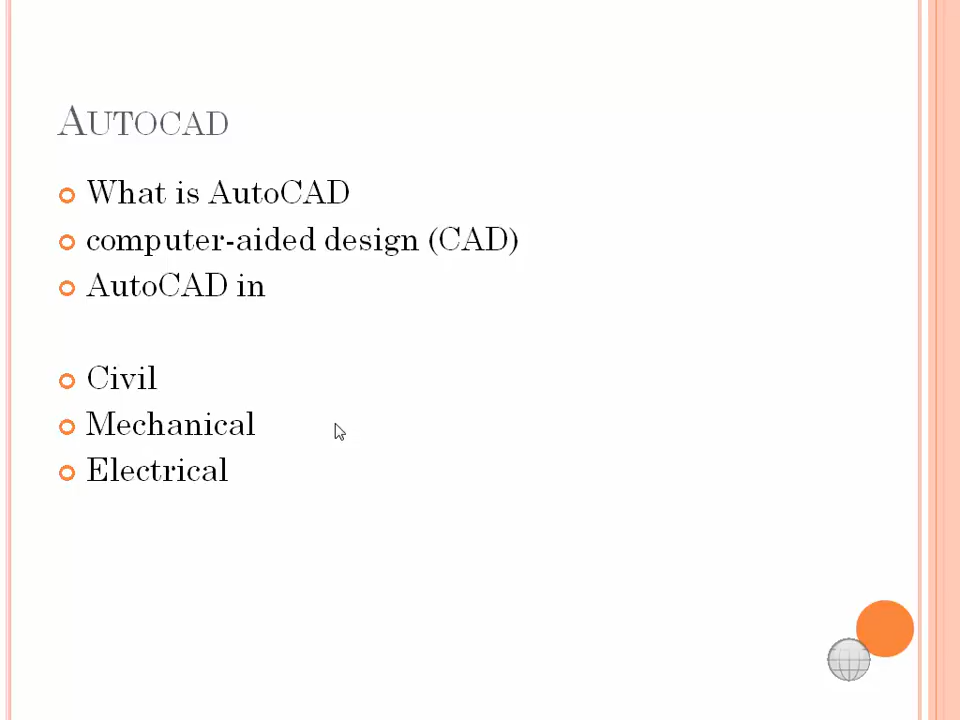 AUTOCAD
What is AutoCAD
computer-aided design (CAD)
AutoCAD in
Civil
Mechanical
Electrical